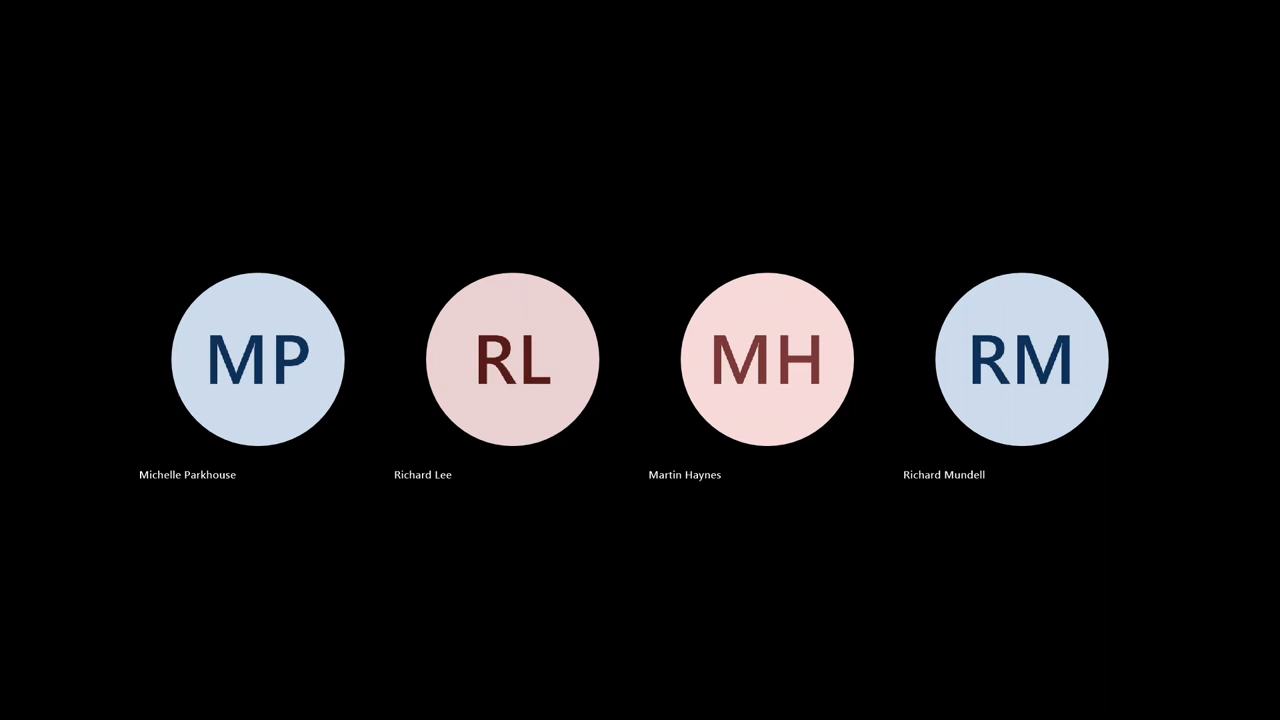 MP
RL
MH
RM
Michelle Parkhouse
Richard Lee
Martin Haynes
Richard Mundell